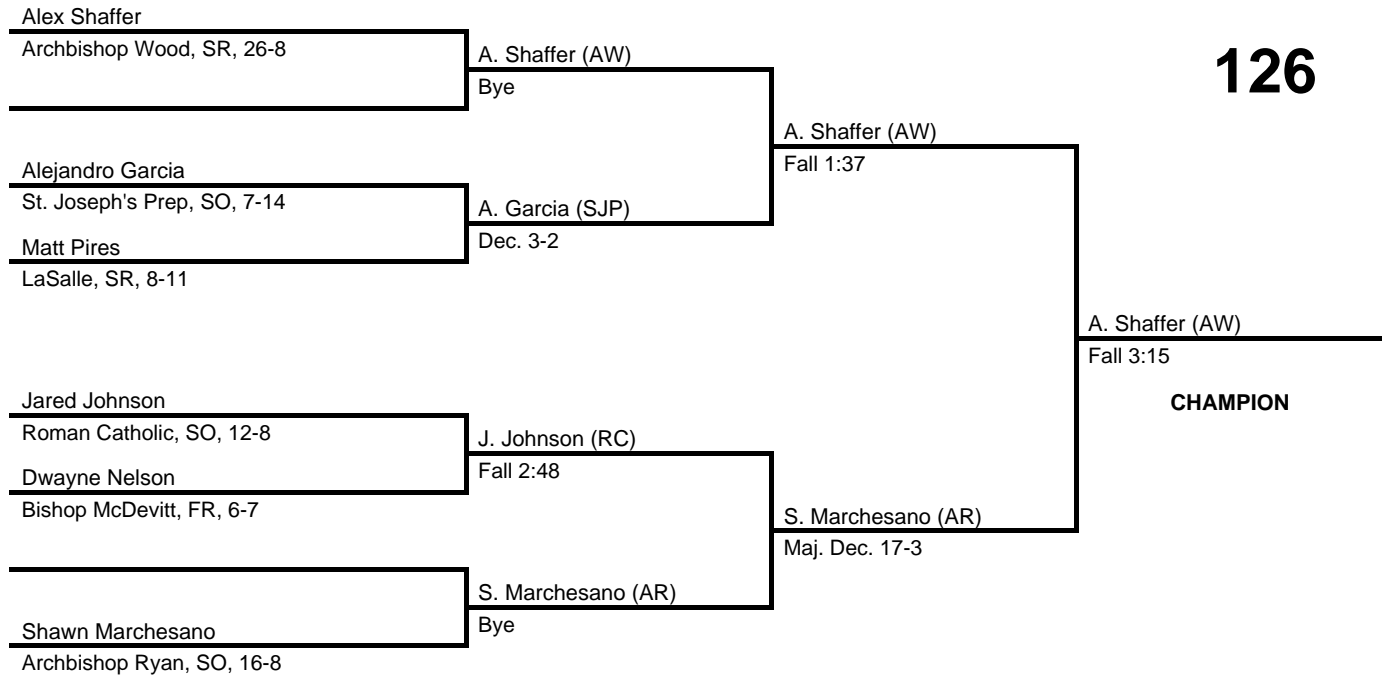 Alex Shaffer
Archbishop Wood, SR, 26-8
A. Shaffer (AW)
Bye
126
A. Shaffer (AW)
Fall 1:37
Alejandro Garcia
St. Joseph's Prep, SO, 7-14
A. Garcia (SJP)
Dec. 3-2
Matt Pires
LaSalle, SR, 8-11
A. Shaffer (AW)
Fall 3:15
CHAMPION
Jared Johnson
Roman Catholic, SO, 12-8
J. Johnson (RC)
Fall 2:48
Dwayne Nelson
Bishop McDevitt, FR, 6-7
S. Marchesano (AR)
Maj. Dec. 17-3
S. Marchesano (AR)
Bye
Shawn Marchesano
Archbishop Ryan, SO, 16-8